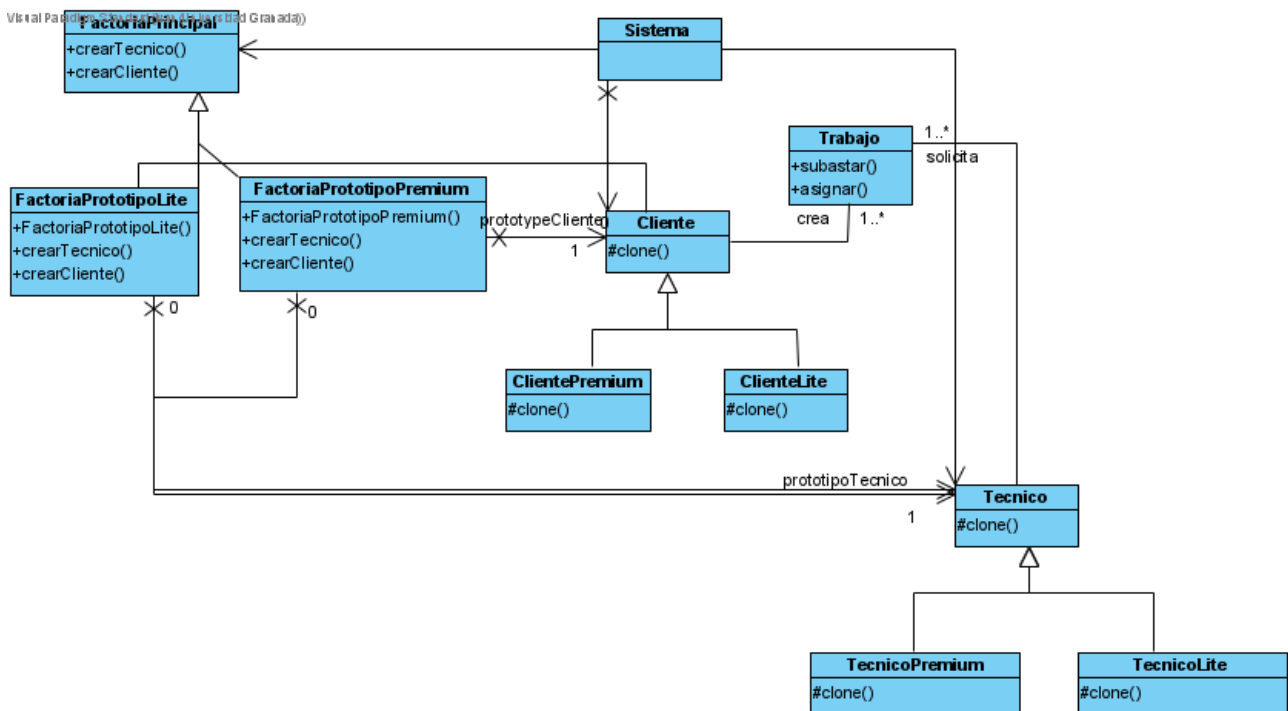 FactoriaPrincipal
+crearTecnico()
+crearCliente()
Sistema
Trabajo
+subastar()
+asignar()
1..*
solicita
crea
1..*
FactoriaPrototipoLite
+FactoriaPrototipoLite()
+crearTecnico()
+crearCliente()
0
FactoriaPrototipoPremium
+FactoriaPrototipoPremium()
+crearTecnico()
+crearCliente()
0
prototypeCliente
1
Cliente
#clone()
ClientePremium
#clone()
ClienteLite
#clone()
prototipoTecnico
1
Tecnico
#clone()
TecnicoPremium
#clone()
TecnicoLite
#clone()